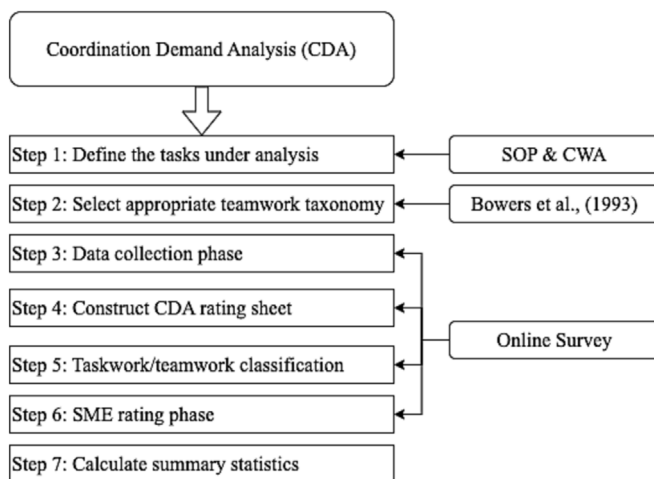 Coordination Demand Analysis (CDA)
Step 1: Define the tasks under analysis
SOP & CWA
Step 2: Select appropriate teamwork taxonomy
Bowers et al., (1993)
Step 3: Data collection phase
Step 4: Construct CDA rating sheet
Online Survey
Step 5: Taskwork/teamwork classification
Step 6: SME rating phase
Step 7: Calculate summary statistics